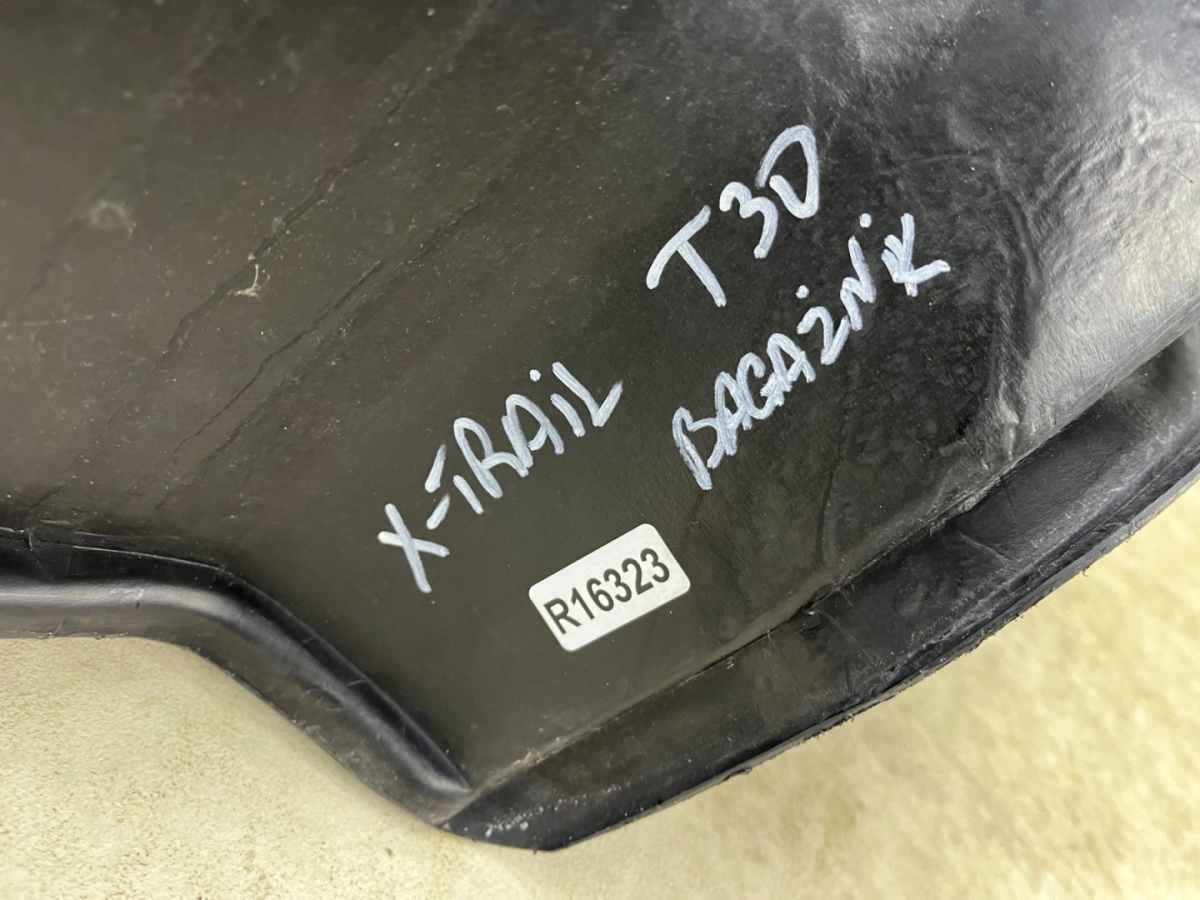 X-TRAIL T30
BAGAŻNIK
R16323